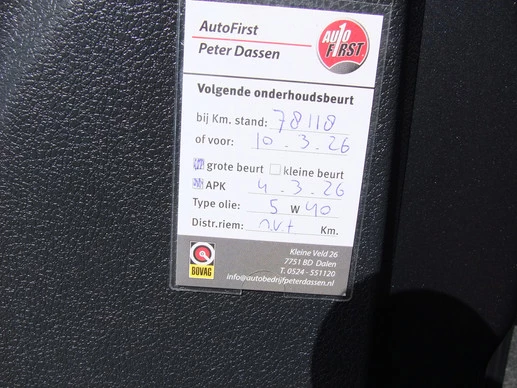 AutoFirst
Peter Dassen
AUTO FIRST
Volgende onderhoudsbeurt
bij Km. stand: 78118
of voor: 10.3.26
grote beurt kleine beurt
APK 4.3.26
Type olie: 5 W 40
Distr.riem: n.v.t Km.
BOVAG
Kleine Veld 26
7751 BD Dalen
T. 0524 - 551120
info@autobedrijfpeterdassen.nl